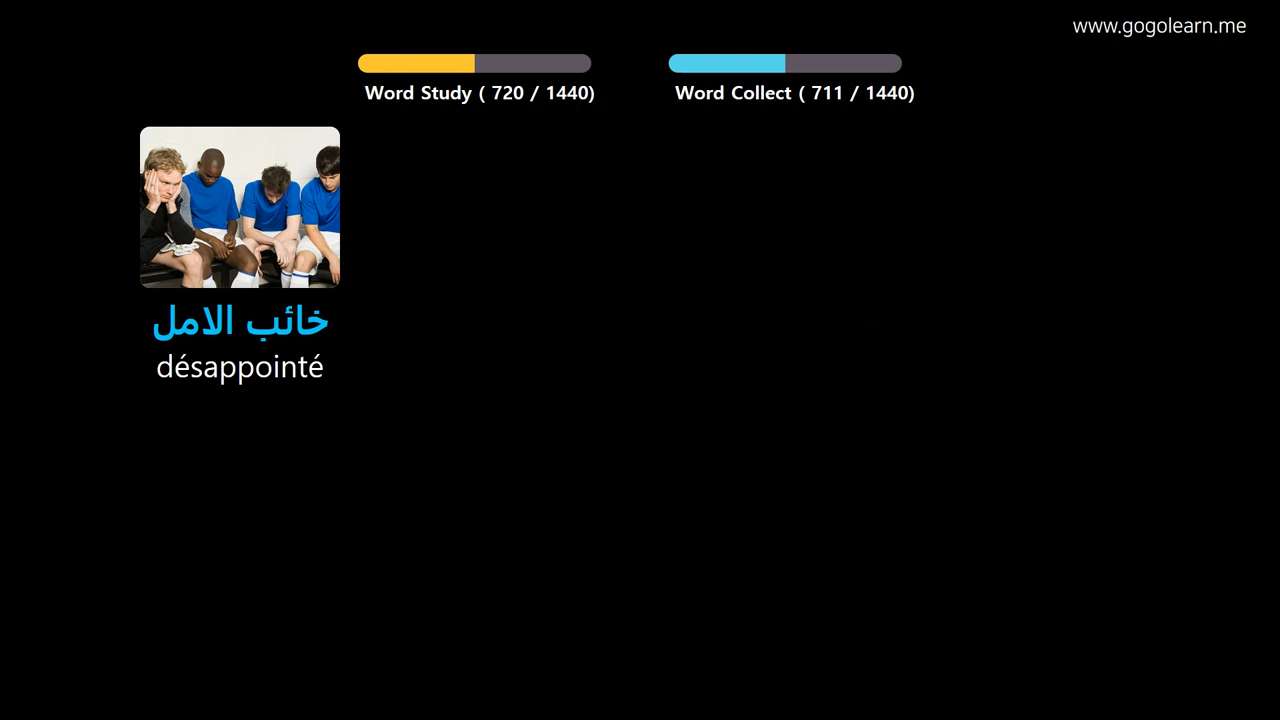 www.gogolearn.me
Word Study ( 720 / 1440)
Word Collect ( 711 / 1440)
خائب الامل
désappointé